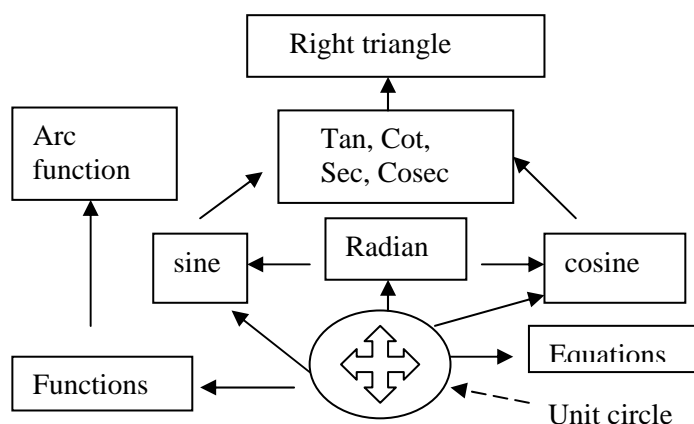 Right triangle
Arc
function
Tan, Cot,
Sec, Cosec
sine
Radian
cosine
Functions
Equations
Unit circle